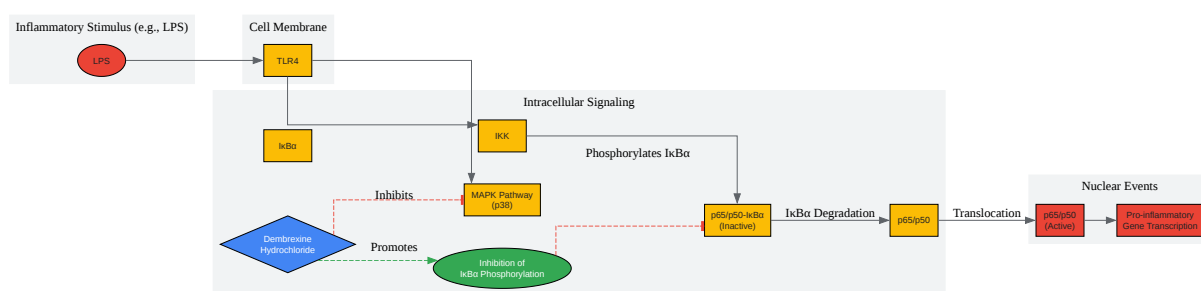 Inflammatory Stimulus (e.g., LPS)
LPS
Cell Membrane
TLR4
Intracellular Signaling
IκBα
IKK
Phosphorylates IκBα
Inhibits
MAPK Pathway
(p38)
Dembrexine
Hydrochloride
Promotes
Inhibition of
IκBα Phosphorylation
p65/p50-IκBα
(Inactive)
IκBα Degradation
p65/p50
Translocation
Nuclear Events
p65/p50
(Active)
Pro-inflammatory
Gene Transcription